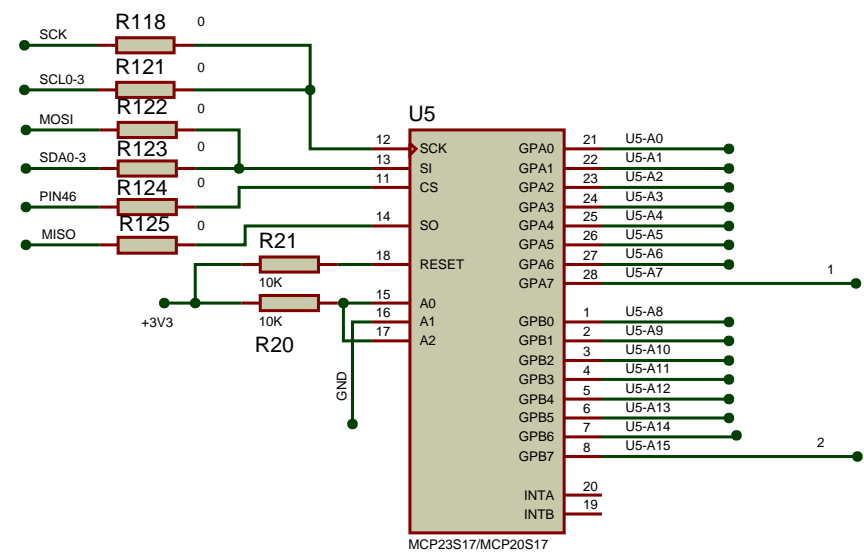 R118 0
SCK
R121 0
SCL0-3
R122 0
MOSI
R123 0
SDA0-3
R124 0
PIN46
R125 0
MISO
R21
10K
10K
R20
+3V3
GND
U5
12 SCK
13 SI
11 CS
14 SO
18 RESET
15 A0
16 A1
17 A2
GPA0 21 U5-A0
GPA1 22 U5-A1
GPA2 23 U5-A2
GPA3 24 U5-A3
GPA4 25 U5-A4
GPA5 26 U5-A5
GPA6 27 U5-A6
GPA7 28 U5-A7 1
GPB0 1 U5-A8
GPB1 2 U5-A9
GPB2 3 U5-A10
GPB3 4 U5-A11
GPB4 5 U5-A12
GPB5 6 U5-A13
GPB6 7 U5-A14
GPB7 8 U5-A15 2
INTA 20
INTB 19
MCP23S17/MCP20S17